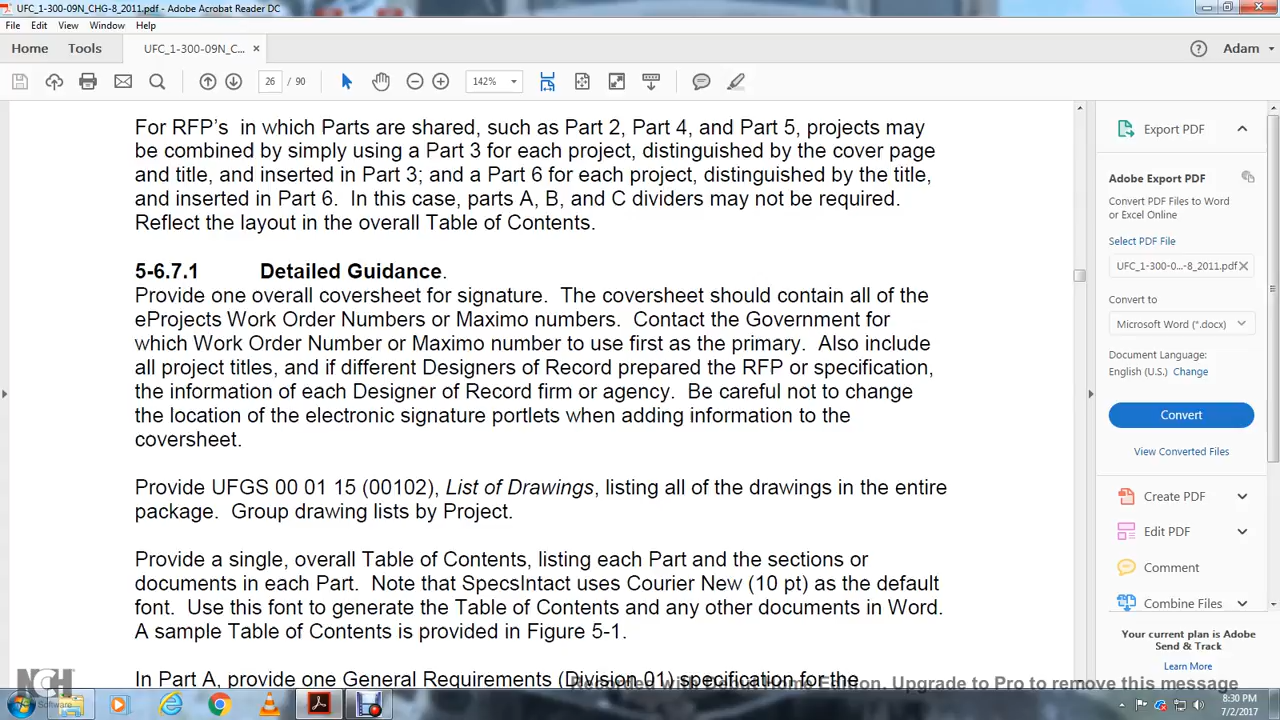 UFC_1-300-09N_CHG-8_2011.pdf - Adobe Acrobat Reader DC
File Edit View Window Help
Home Tools UFC_1-300-09N_C... × Adam
26 / 90 142%
For RFP's in which Parts are shared, such as Part 2, Part 4, and Part 5, projects may
be combined by simply using a Part 3 for each project, distinguished by the cover page
and title, and inserted in Part 3; and a Part 6 for each project, distinguished by the title,
and inserted in Part 6. In this case, parts A, B, and C dividers may not be required.
Reflect the layout in the overall Table of Contents.
5-6.7.1 Detailed Guidance.
Provide one overall coversheet for signature. The coversheet should contain all of the
eProjects Work Order Numbers or Maximo numbers. Contact the Government for
which Work Order Number or Maximo number to use first as the primary. Also include
all project titles, and if different Designers of Record prepared the RFP or specification,
the information of each Designer of Record firm or agency. Be careful not to change
the location of the electronic signature portlets when adding information to the
coversheet.
Provide UFGS 00 01 15 (00102), List of Drawings, listing all of the drawings in the entire
package. Group drawing lists by Project.
Provide a single, overall Table of Contents, listing each Part and the sections or
documents in each Part. Note that SpecsIntact uses Courier New (10 pt) as the default
font. Use this font to generate the Table of Contents and any other documents in Word.
A sample Table of Contents is provided in Figure 5-1.
In Part A, provide one General Requirements (Division 01) specification for the
Export PDF
Adobe Export PDF
Convert PDF Files to Word
or Excel Online
Select PDF File
UFC_1-300-0...-8_2011.pdf ×
Convert to
Microsoft Word (*.docx)
Document Language:
English (U.S.) Change
Convert
View Converted Files
Create PDF
Edit PDF
Comment
Combine Files
Your current plan is Adobe
Send & Track
Learn More
NCH Software
Edition. Upgrade to Pro to remove this message
8:30 PM
7/2/2017